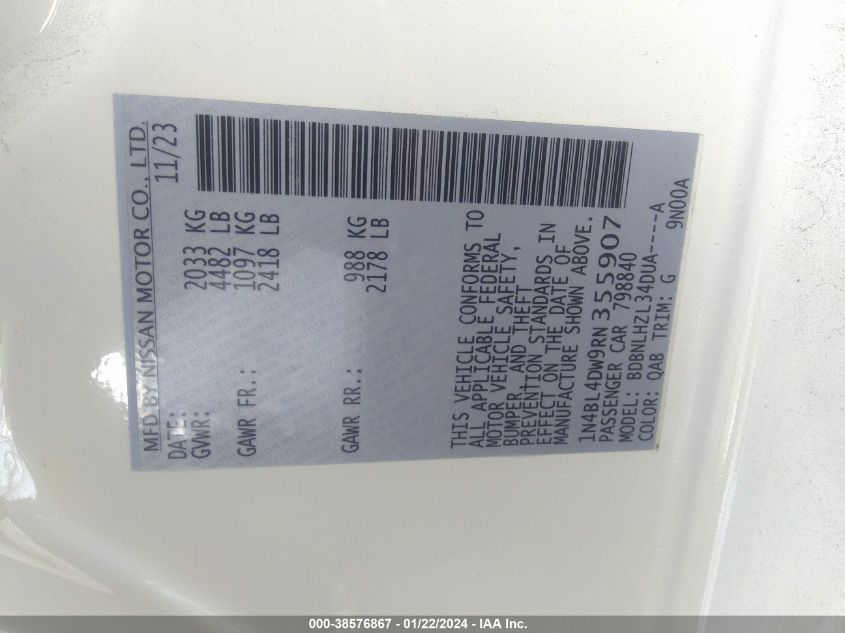 MFD BY NISSAN MOTOR CO., LTD.
DATE: 11/23
GVWR: 2033 KG
4482 LB
GAWR FR.: 1097 KG
2418 LB
GAWR RR.: 988 KG
2178 LB
THIS VEHICLE CONFORMS TO
ALL APPLICABLE FEDERAL
MOTOR VEHICLE SAFETY,
BUMPER, AND THEFT
PREVENTION STANDARDS IN
EFFECT ON THE DATE OF
MANUFACTURE SHOWN ABOVE.
1N4BL4DW9RN355907
PASSENGER CAR 798840
MODEL: BDBNLHZL34DUA----A
COLOR: QAB TRIM: G 9N00A
000-38576867 - 01/22/2024 - IAA Inc.